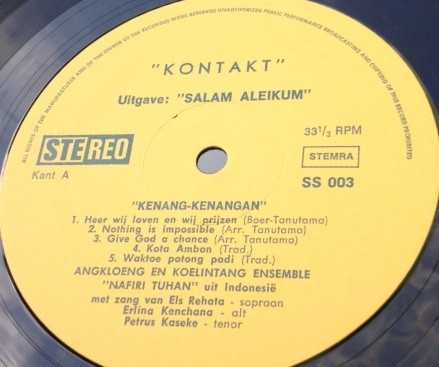 ALL RIGHTS OF THE MANUFACTURER AND OF THE OWNER OF THE RECORDING WORK RESERVED UNAUTHORIZED PUBLIC PERFORMANCE BROADCASTING AND COPYING OF THIS RECORD PROHIBITED
"KONTAKT"
Uitgave: "SALAM ALEIKUM"
STEREO
Kant A
33 1/3 RPM
STEMRA
SS 003
"KENANG-KENANGAN"
1. Heer wij loven en wij prijzen (Boer-Tanutama)
2. Nothing is impossible (Arr. Tanutama)
3. Give God a chance (Arr. Tanutama)
4. Kota Ambon (Trad.)
5. Waktoe potong padi (Trad.)
ANGKLOENG EN KOELINTANG ENSEMBLE
"NAFIRI TUHAN" uit Indonesië
met zang van Els Rehata - sopraan
Erlina Kenchana - alt
Petrus Kaseke - tenor